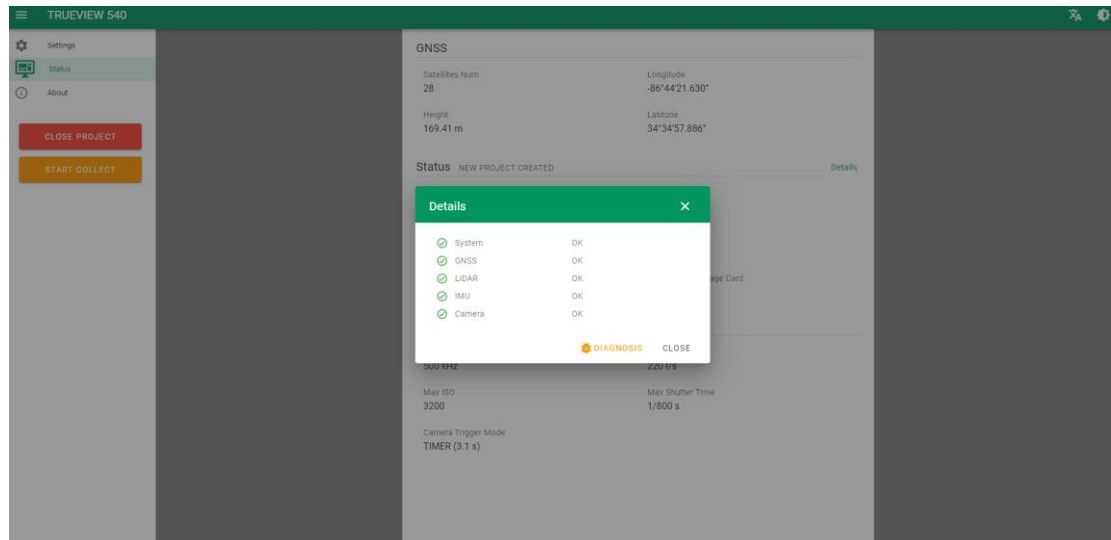 TRUEVIEW 540
Settings
Status
About
CLOSE PROJECT
START COLLECT
GNSS
Satellites Num
28
Longitude
-86°44'21.630"
Height
169.41 m
Latitude
34°34'57.886"
Status NEW PROJECT CREATED Details
Details
System OK
GNSS OK
LiDAR OK
IMU OK
Camera OK
DIAGNOSIS CLOSE
age Card
500 kHz
Max ISO
3200
Max Shutter Time
1/800 s
Camera Trigger Mode
TIMER (3.1 s)